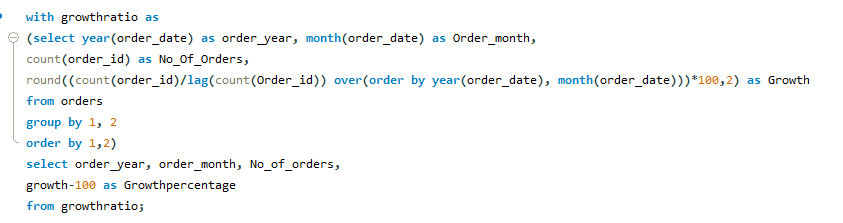 with growthratio as
(select year(order_date) as order_year, month(order_date) as Order_month,
count(order_id) as No_Of_Orders,
round((count(order_id)/lag(count(Order_id)) over(order by year(order_date), month(order_date)))*100,2) as Growth
from orders
group by 1, 2
order by 1,2)
select order_year, order_month, No_of_orders,
growth-100 as Growthpercentage
from growthratio;